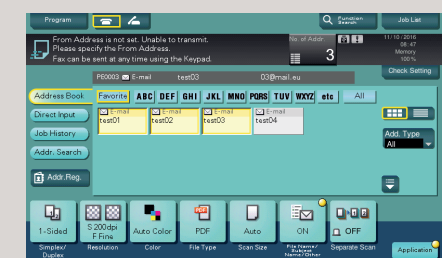 Program
Function Search
Job List
From Address is not set. Unable to transmit.
Please specify the From Address.
Fax can be sent at any time using the Keypad.
No. of Addr.
3
11/10/2016
06:47
Memory
100%
Check Setting
PE0003 E-mail test03 03@mail.eu
Address Book
Favorite ABC DEF GHI JKL MNO PQRS TUV WXYZ etc All
Direct Input
Job History
Addr. Search
Addr.Reg.
E-mail
test01
E-mail
test02
E-mail
test03
E-mail
test04
Add. Type
All
1-Sided
S 200dpi
F Fine
Auto Color
PDF
Auto
ON
OFF
Simplex/
Duplex
Resolution
Color
File Type
Scan Size
File Name/
Subject
Name/Other
Separate Scan
Application